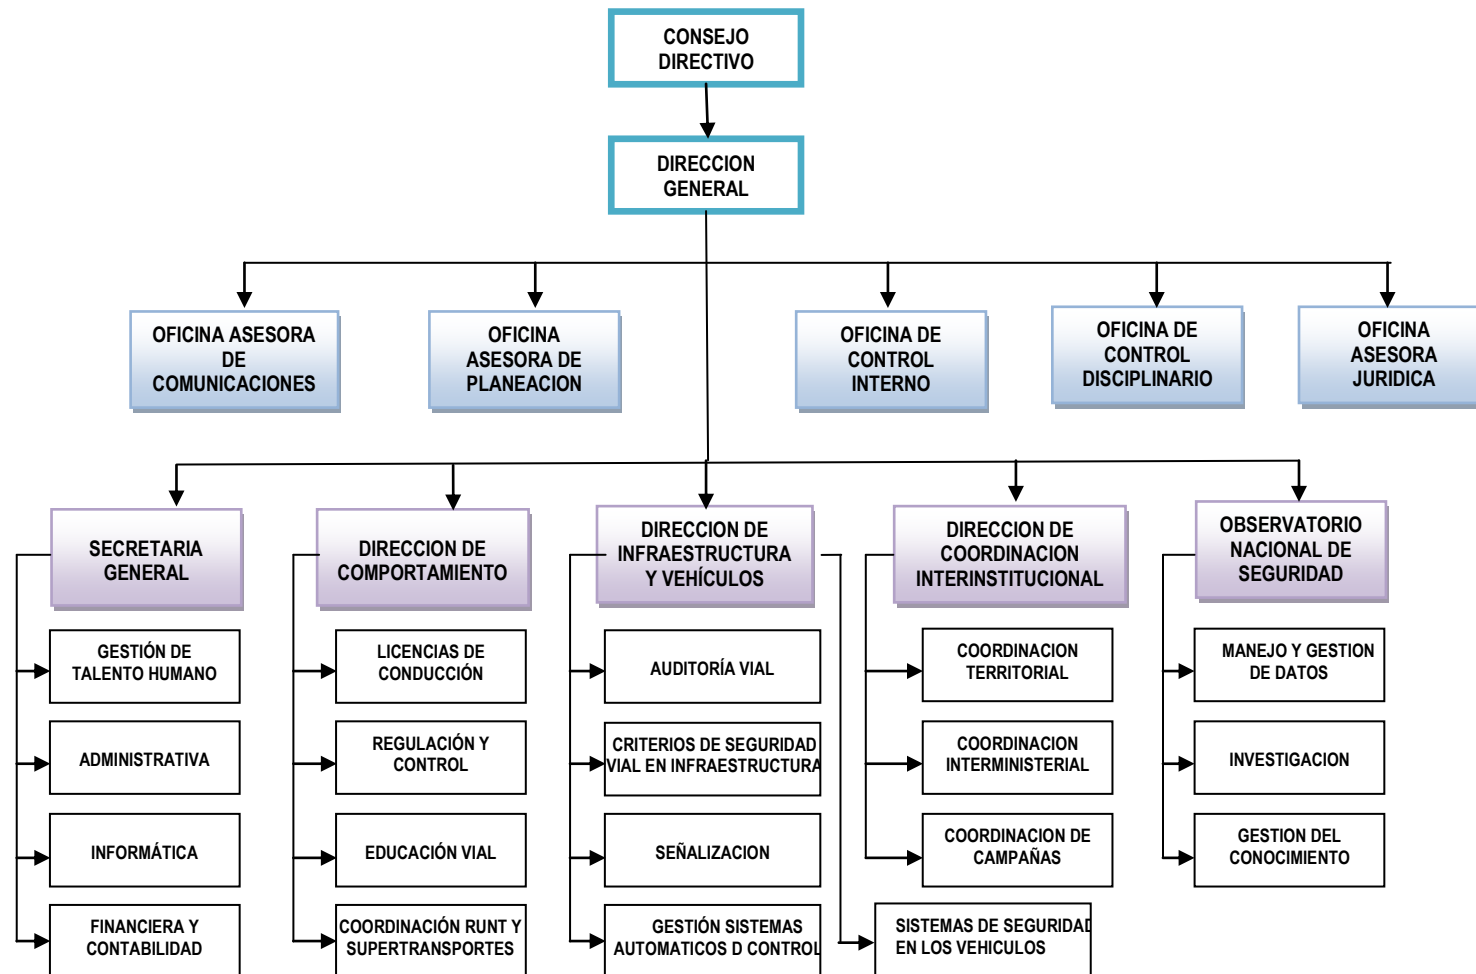 CONSEJO
DIRECTIVO
DIRECCION
GENERAL
OFICINA ASESORA
DE
COMUNICACIONES
OFICINA
ASESORA DE
PLANEACION
OFICINA DE
CONTROL
INTERNO
OFICINA DE
CONTROL
DISCIPLINARIO
OFICINA
ASESORA
JURIDICA
SECRETARIA
GENERAL
DIRECCION DE
COMPORTAMIENTO
DIRECCION DE
INFRAESTRUCTURA
Y VEHÍCULOS
DIRECCION DE
COORDINACION
INTERINSTITUCIONAL
OBSERVATORIO
NACIONAL DE
SEGURIDAD
GESTIÓN DE
TALENTO HUMANO
LICENCIAS DE
CONDUCCIÓN
AUDITORÍA VIAL
COORDINACION
TERRITORIAL
MANEJO Y GESTION
DE DATOS
ADMINISTRATIVA
REGULACIÓN Y
CONTROL
CRITERIOS DE SEGURIDAD
VIAL EN INFRAESTRUCTURA
COORDINACION
INTERMINISTERIAL
INVESTIGACION
INFORMÁTICA
EDUCACIÓN VIAL
SEÑALIZACION
COORDINACION DE
CAMPAÑAS
GESTION DEL
CONOCIMIENTO
FINANCIERA Y
CONTABILIDAD
COORDINACIÓN RUNT Y
SUPERTRANSPORTES
GESTIÓN SISTEMAS
AUTOMATICOS D CONTROL
SISTEMAS DE SEGURIDAD
EN LOS VEHICULOS